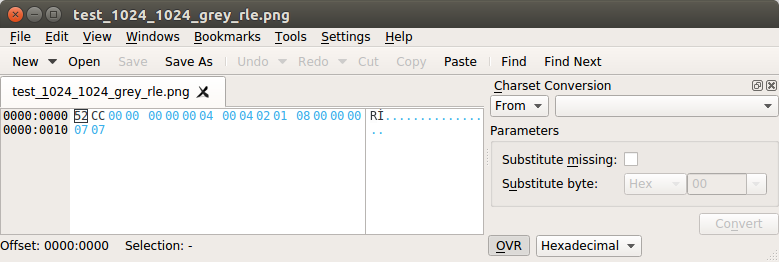 test_1024_1024_grey_rle.png
File Edit View Windows Bookmarks Tools Settings Help
New Open Save Save As Undo Redo Cut Copy Paste Find Find Next
test_1024_1024_grey_rle.png
0000:0000 52 CC 00 00 00 00 00 04 00 04 02 01 08 00 00 00 RÌ..............
0000:0010 07 07 ..
Charset Conversion
From
Parameters
Substitute missing:
Substitute byte: Hex 00
Convert
Offset: 0000:0000 Selection: - OVR Hexadecimal